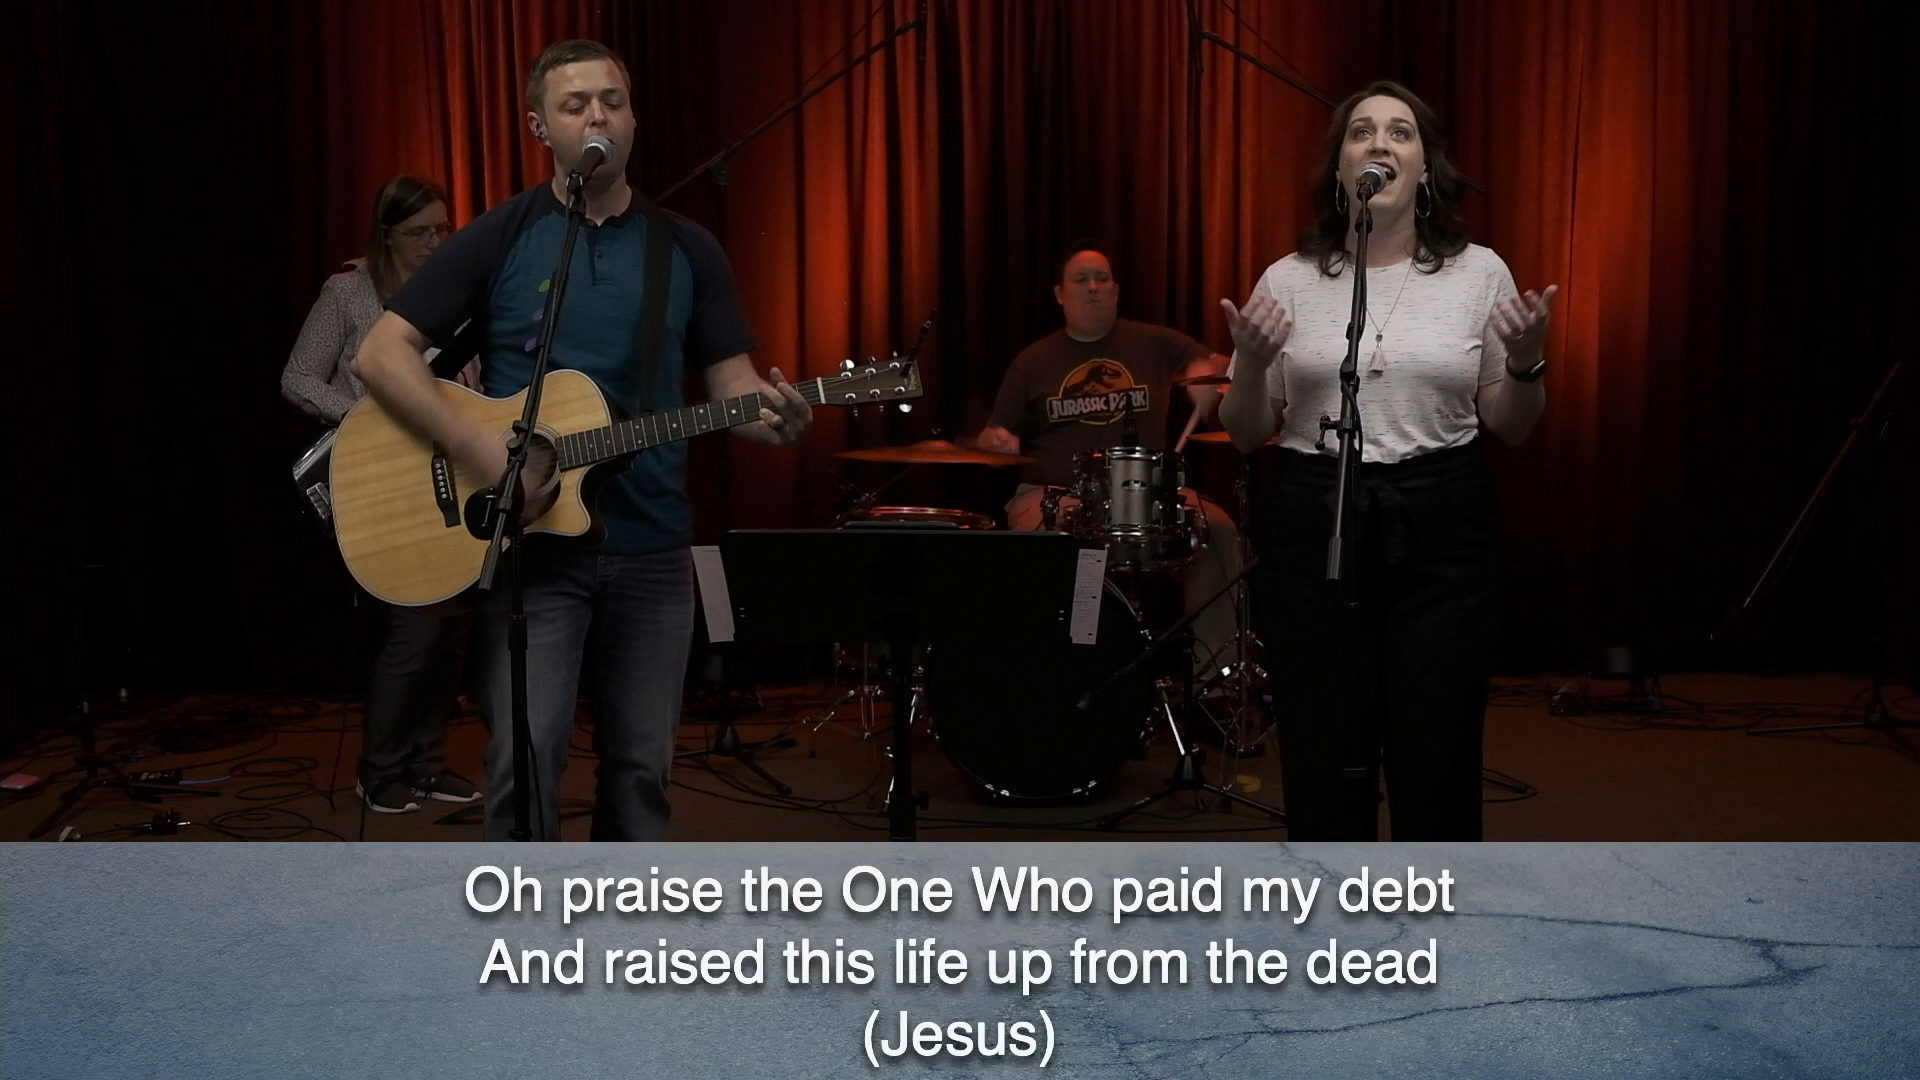 JURASSIC PARK
Oh praise the One Who paid my debt
And raised this life up from the dead
(Jesus)